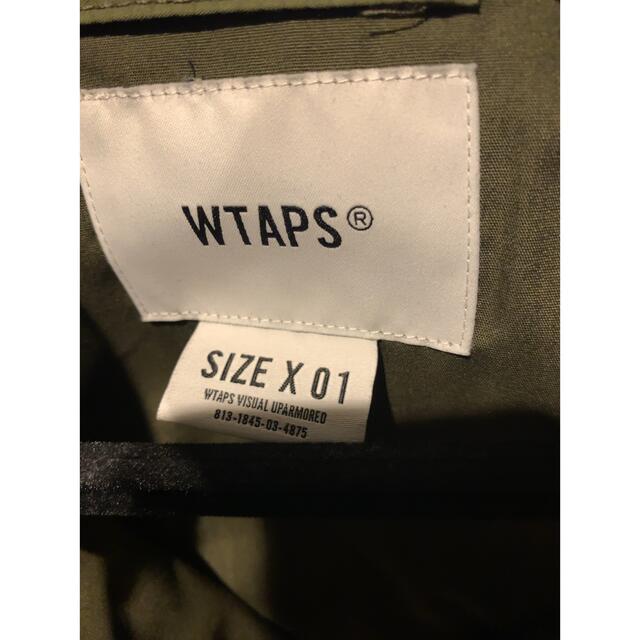 WTAPS®
SIZE X 01
WTAPS VISUAL UPARMORED
813-1845-03-4875